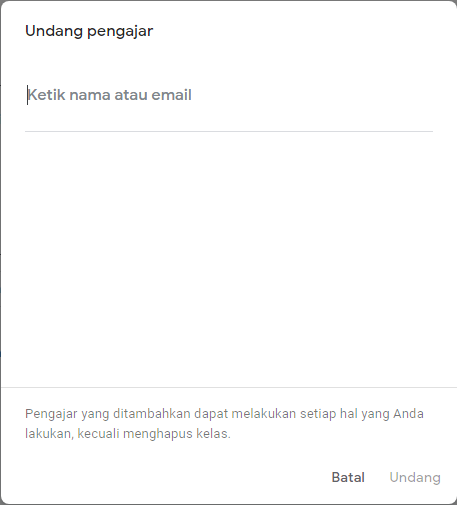 Undang pengajar
Ketik nama atau email
Pengajar yang ditambahkan dapat melakukan setiap hal yang Anda
lakukan, kecuali menghapus kelas.
Batal Undang